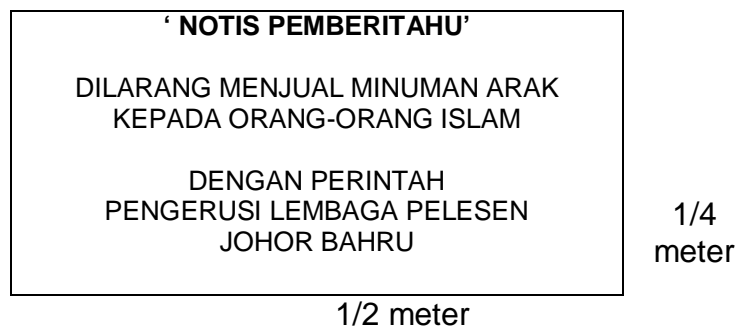 ‘ NOTIS PEMBERITAHU’
DILARANG MENJUAL MINUMAN ARAK
KEPADA ORANG-ORANG ISLAM
DENGAN PERINTAH
PENGERUSI LEMBAGA PELESEN
JOHOR BAHRU
1/4
meter
1/2 meter